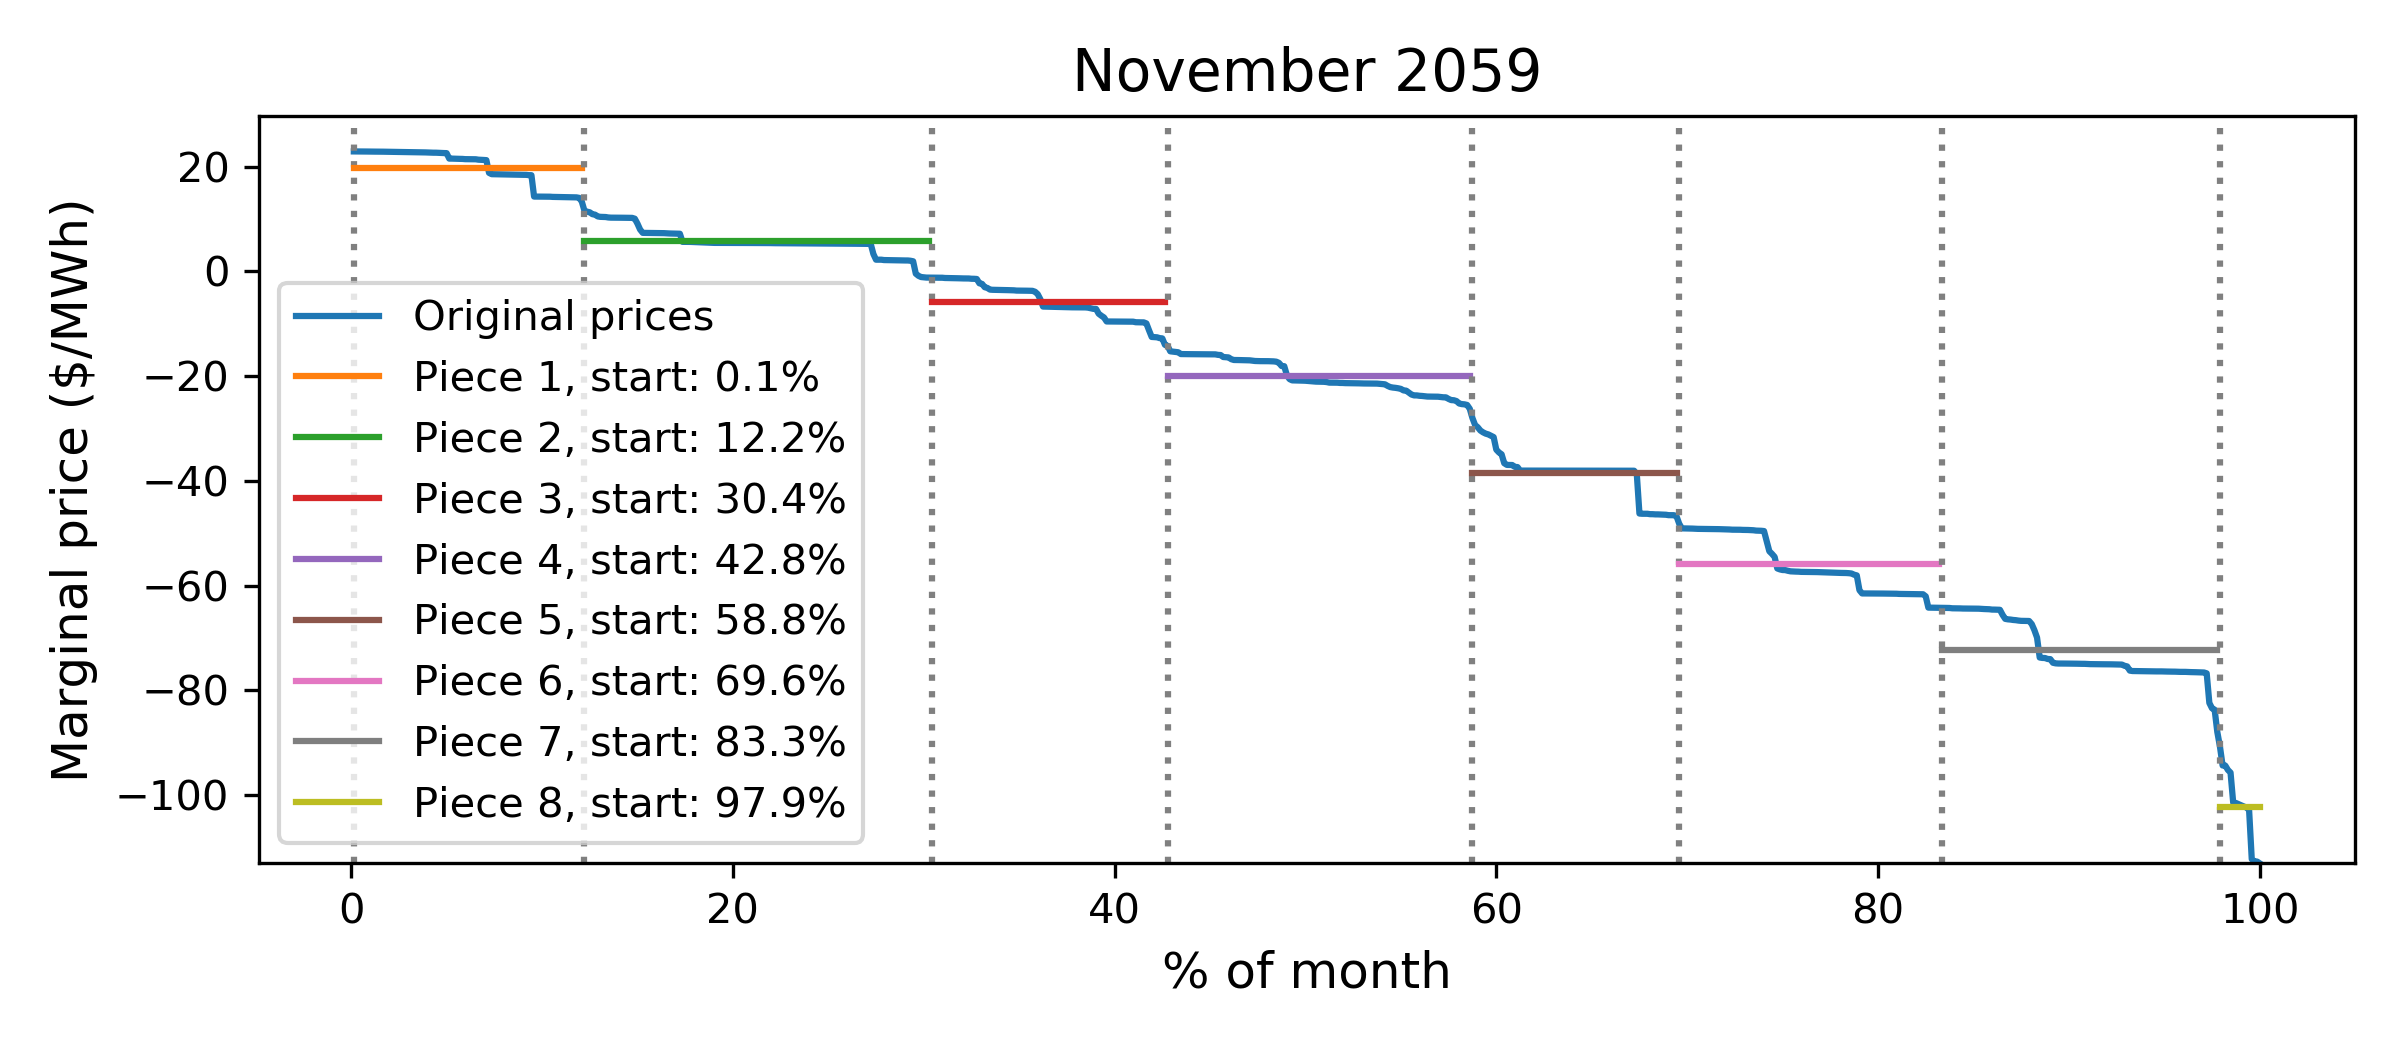 November 2059
Marginal price ($/MWh)
20
0
−20
−40
−60
−80
−100
Original prices
Piece 1, start: 0.1%
Piece 2, start: 12.2%
Piece 3, start: 30.4%
Piece 4, start: 42.8%
Piece 5, start: 58.8%
Piece 6, start: 69.6%
Piece 7, start: 83.3%
Piece 8, start: 97.9%
0 20 40 60 80 100
% of month